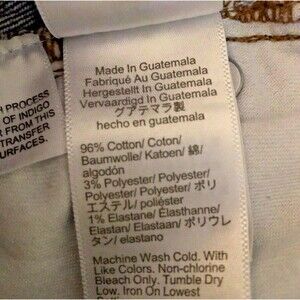 PROCESS
OF INDIGO
FROM THIS
TRANSFER
SURFACES.
Made In Guatemala
Fabriqué Au Guatemala
Hergestellt In Guatemala
Vervaardigd In Guatemala
グアテマラ製
hecho en guatemala
96% Cotton/ Coton/
Baumwolle/ Katoen/ 綿/
algodón
3% Polyester/ Polyester/
Polyester/ Polyester/ ポリ
エステル/ poliéster
1% Elastane/ Élasthanne/
Elastan/ Elastaan/ ポリウレ
タン/ elastano
Machine Wash Cold. With
Like Colors. Non-chlorine
Bleach Only. Tumble Dry
Low. Iron On Lowest